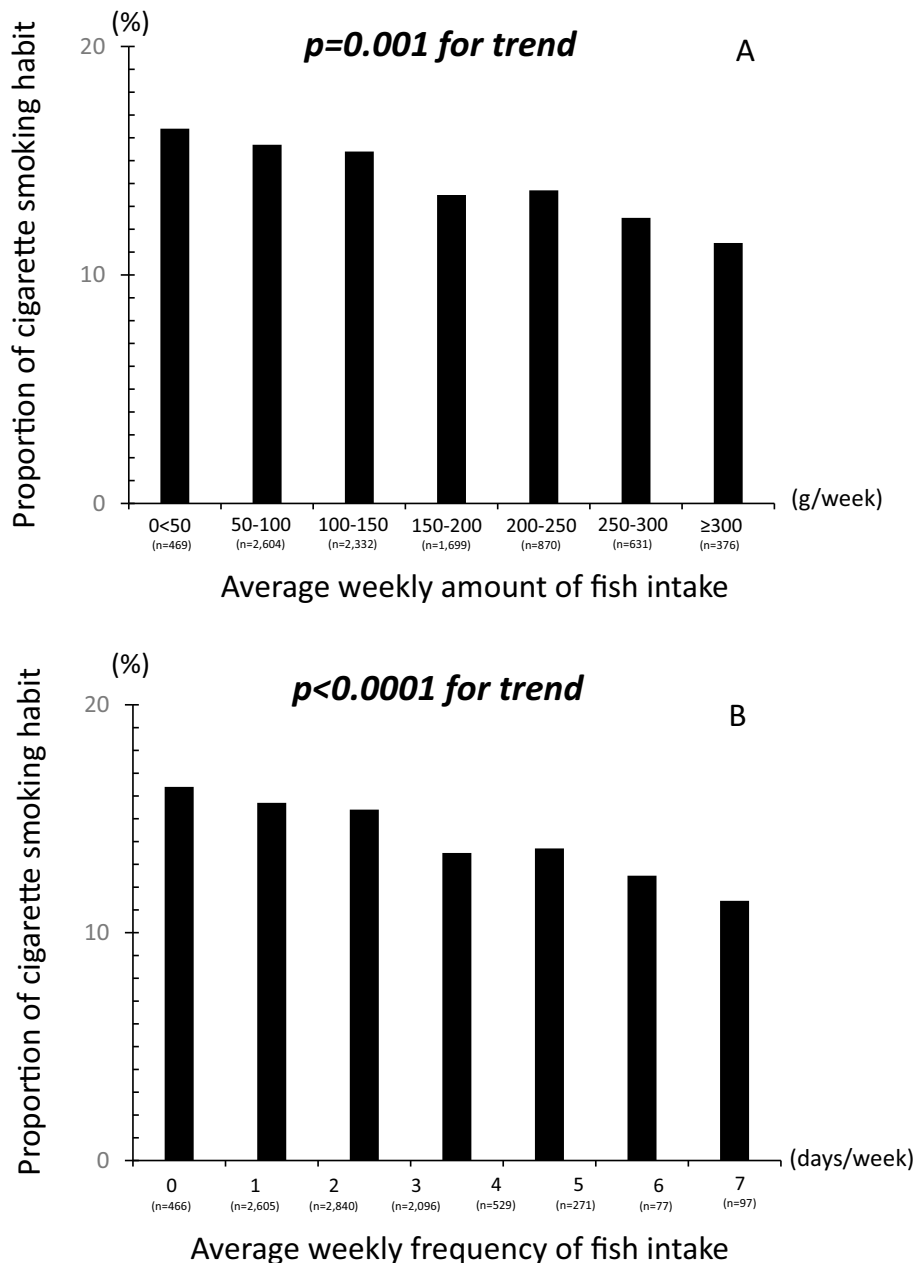 (%)
p=0.001 for trend
A
Proportion of cigarette smoking habit
20
10
0
(g/week)
0<50 50-100 100-150 150-200 200-250 250-300 ≥300
(n=469) (n=2,604) (n=2,332) (n=1,699) (n=870) (n=631) (n=376)
Average weekly amount of fish intake
(%)
p<0.0001 for trend
B
Proportion of cigarette smoking habit
20
10
0
(days/week)
0 1 2 3 4 5 6 7
(n=466) (n=2,605) (n=2,840) (n=2,096) (n=529) (n=271) (n=77) (n=97)
Average weekly frequency of fish intake